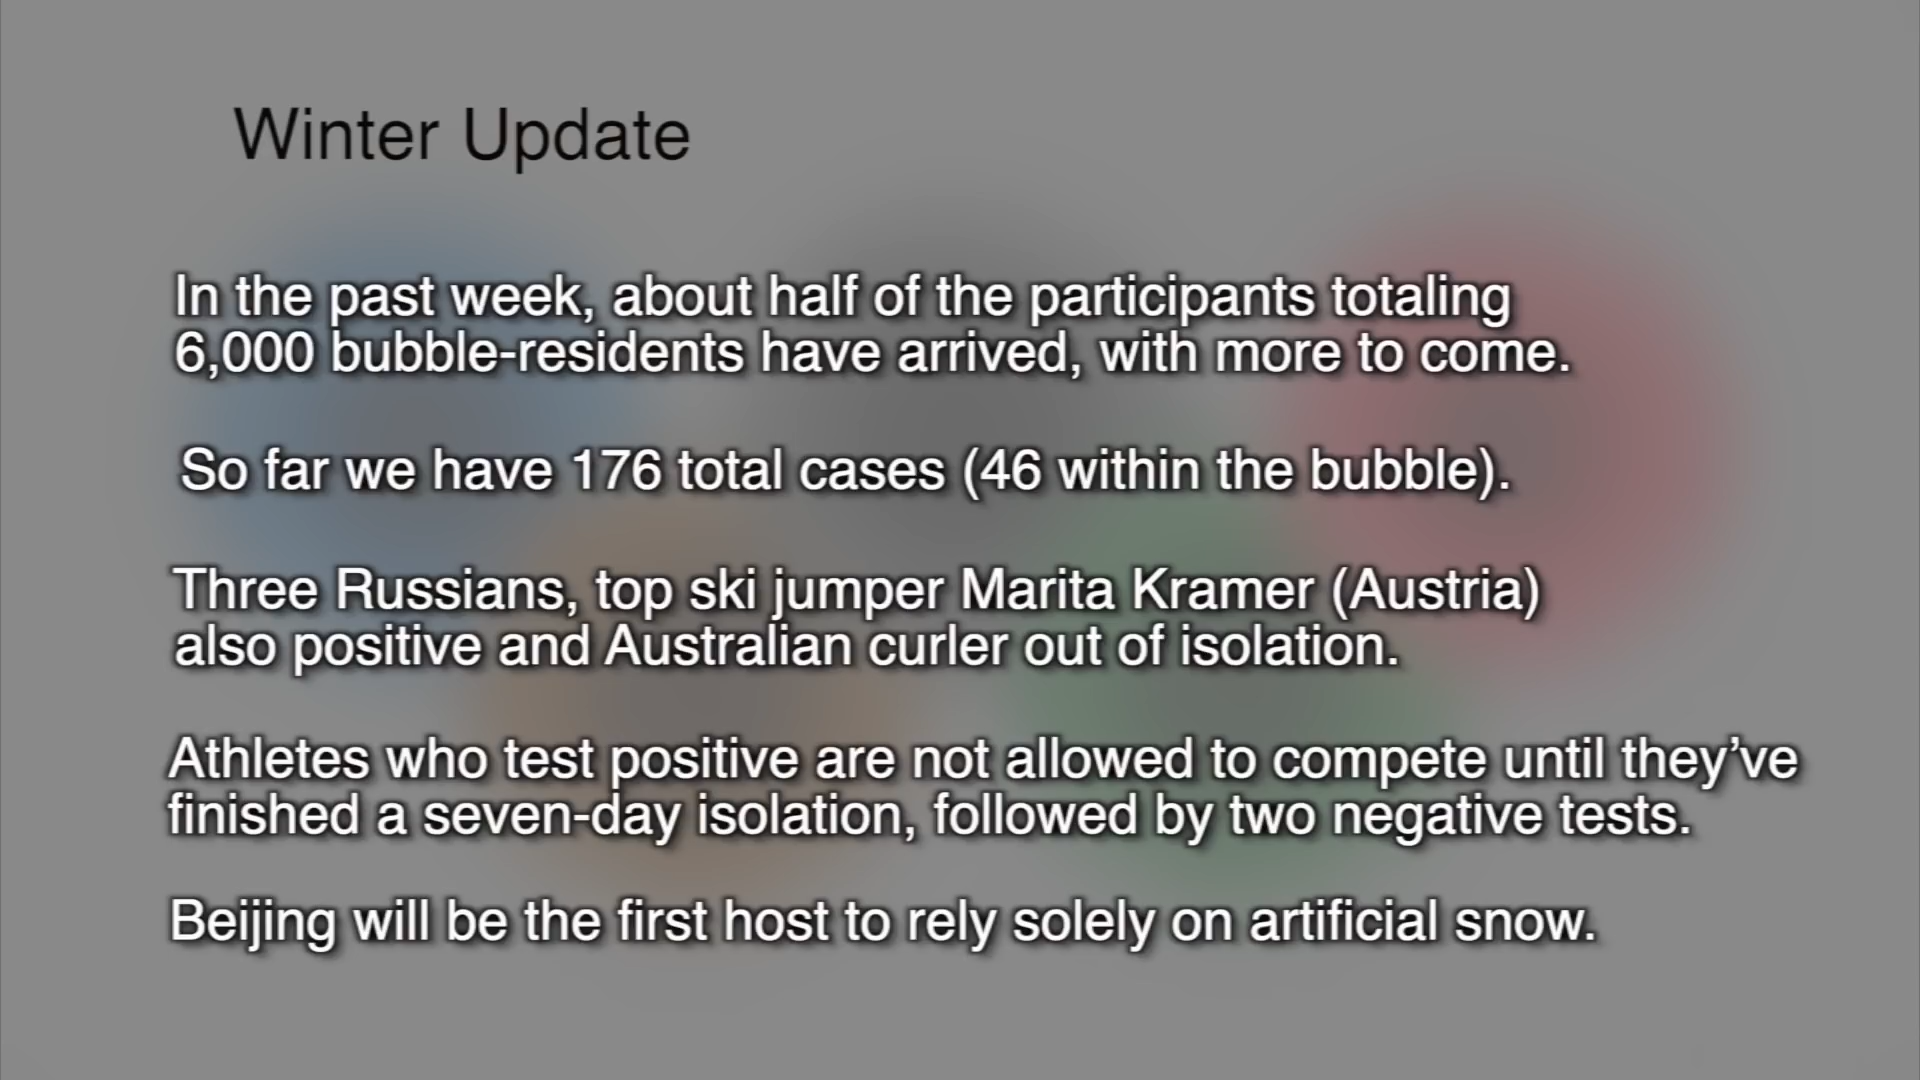 Winter Update
In the past week, about half of the participants totaling
6,000 bubble-residents have arrived, with more to come.
So far we have 176 total cases (46 within the bubble).
Three Russians, top ski jumper Marita Kramer (Austria)
also positive and Australian curler out of isolation.
Athletes who test positive are not allowed to compete until they’ve
finished a seven-day isolation, followed by two negative tests.
Beijing will be the first host to rely solely on artificial snow.